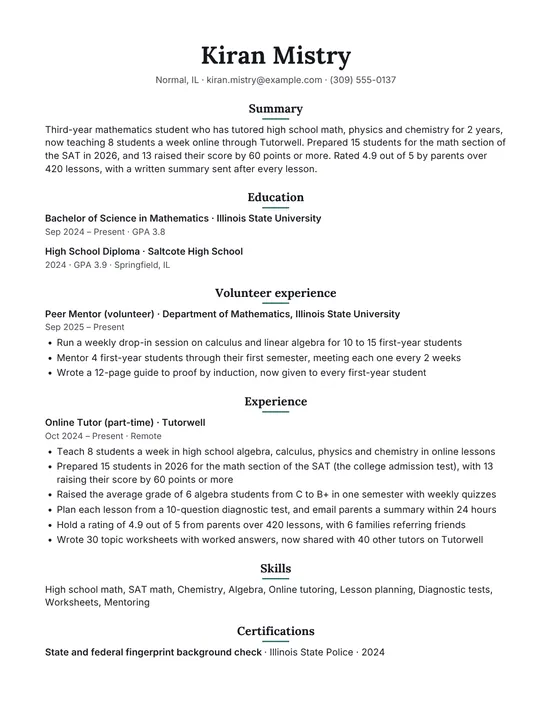 Kiran Mistry
Normal, IL · kiran.mistry@example.com · (309) 555-0137
Summary
Third-year mathematics student who has tutored high school math, physics and chemistry for 2 years,
now teaching 8 students a week online through Tutorwell. Prepared 15 students for the math section of
the SAT in 2026, and 13 raised their score by 60 points or more. Rated 4.9 out of 5 by parents over
420 lessons, with a written summary sent after every lesson.
Education
Bachelor of Science in Mathematics · Illinois State University
Sep 2024 – Present · GPA 3.8
High School Diploma · Saltcote High School
2024 · GPA 3.9 · Springfield, IL
Volunteer experience
Peer Mentor (volunteer) · Department of Mathematics, Illinois State University
Sep 2025 – Present
• Run a weekly drop-in session on calculus and linear algebra for 10 to 15 first-year students
• Mentor 4 first-year students through their first semester, meeting each one every 2 weeks
• Wrote a 12-page guide to proof by induction, now given to every first-year student
Experience
Online Tutor (part-time) · Tutorwell
Oct 2024 – Present · Remote
• Teach 8 students a week in high school algebra, calculus, physics and chemistry in online lessons
• Prepared 15 students in 2026 for the math section of the SAT (the college admission test), with 13
raising their score by 60 points or more
• Raised the average grade of 6 algebra students from C to B+ in one semester with weekly quizzes
• Plan each lesson from a 10-question diagnostic test, and email parents a summary within 24 hours
• Hold a rating of 4.9 out of 5 from parents over 420 lessons, with 6 families referring friends
• Wrote 30 topic worksheets with worked answers, now shared with 40 other tutors on Tutorwell
Skills
High school math, SAT math, Chemistry, Algebra, Online tutoring, Lesson planning, Diagnostic tests,
Worksheets, Mentoring
Certifications
State and federal fingerprint background check · Illinois State Police · 2024